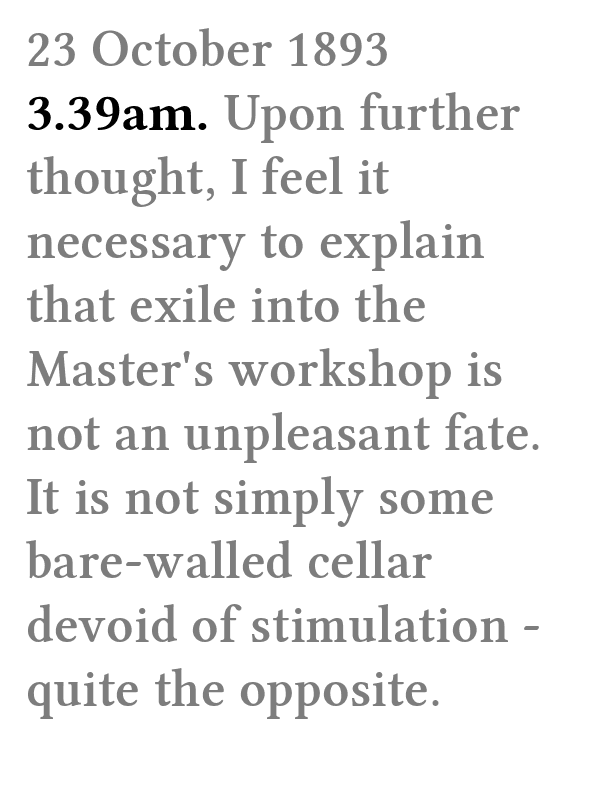 23 October 1893
3.39am. Upon further
thought, I feel it
necessary to explain
that exile into the
Master's workshop is
not an unpleasant fate.
It is not simply some
bare-walled cellar
devoid of stimulation -
quite the opposite.